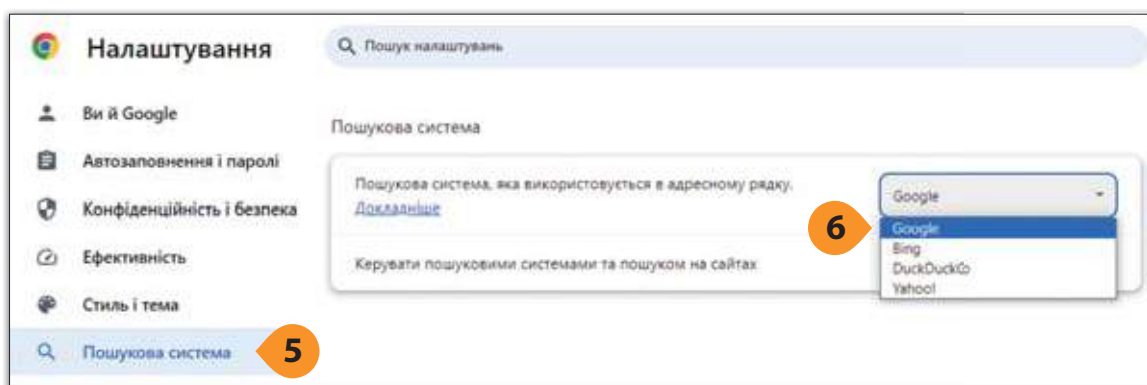 Налаштування
Пошук налаштувань
Ви й Google
Автозаповнення і паролі
Конфіденційність і безпека
Ефективність
Стиль і тема
Пошукова система
5
Пошукова система
Пошукова система, яка використовується в адресному рядку.
Докладніше
Керувати пошуковими системами та пошуком на сайтах
Google
6
Google
Bing
DuckDuckGo
Yahoo!